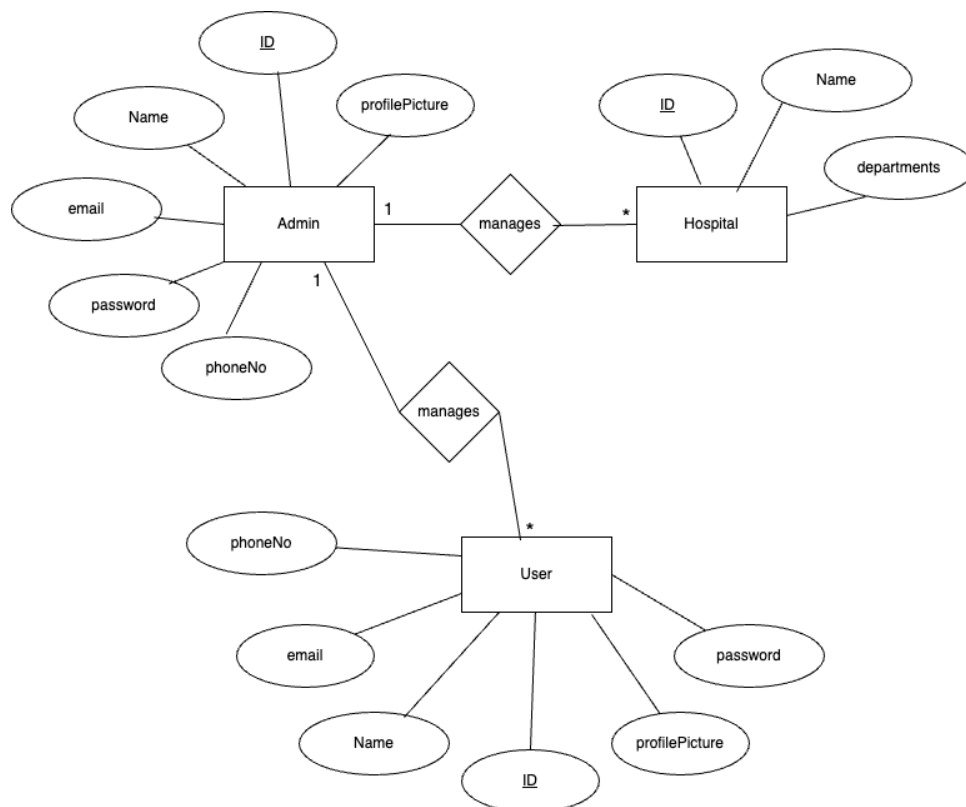 ID
Name
profilePicture
Name
ID
departments
email
Admin
1
manages
*
Hospital
1
password
phoneNo
manages
*
phoneNo
User
email
password
Name
profilePicture
ID